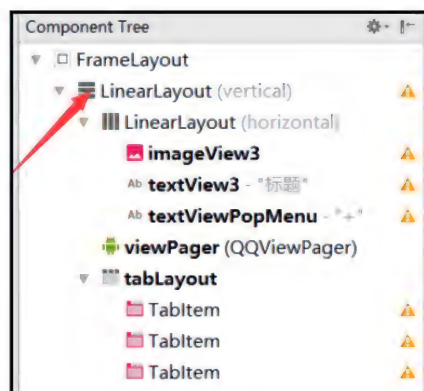 Component Tree
FrameLayout
LinearLayout (vertical)
LinearLayout (horizontal)
imageView3
Ab textView3 - "标题"
Ab textViewPopMenu - "+"
viewPager (QQViewPager)
tabLayout
TabItem
TabItem
TabItem